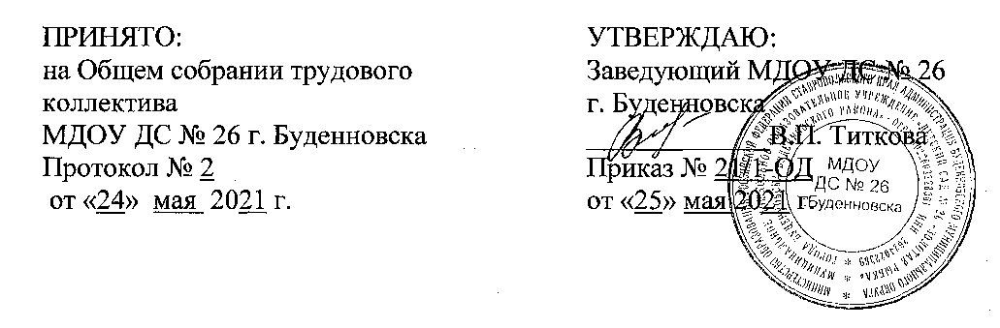 ПРИНЯТО:
на Общем собрании трудового
коллектива
МДОУ ДС № 26 г. Буденновска
Протокол № 2
от «24» мая 2021 г.
УТВЕРЖДАЮ:
Заведующий МДОУ ДС № 26
г. Буденновска
В.П. Титкова
Приказ № ОД
от «25» мая 2021 г.
МДОУ
ДС № 26
г.Буденновска